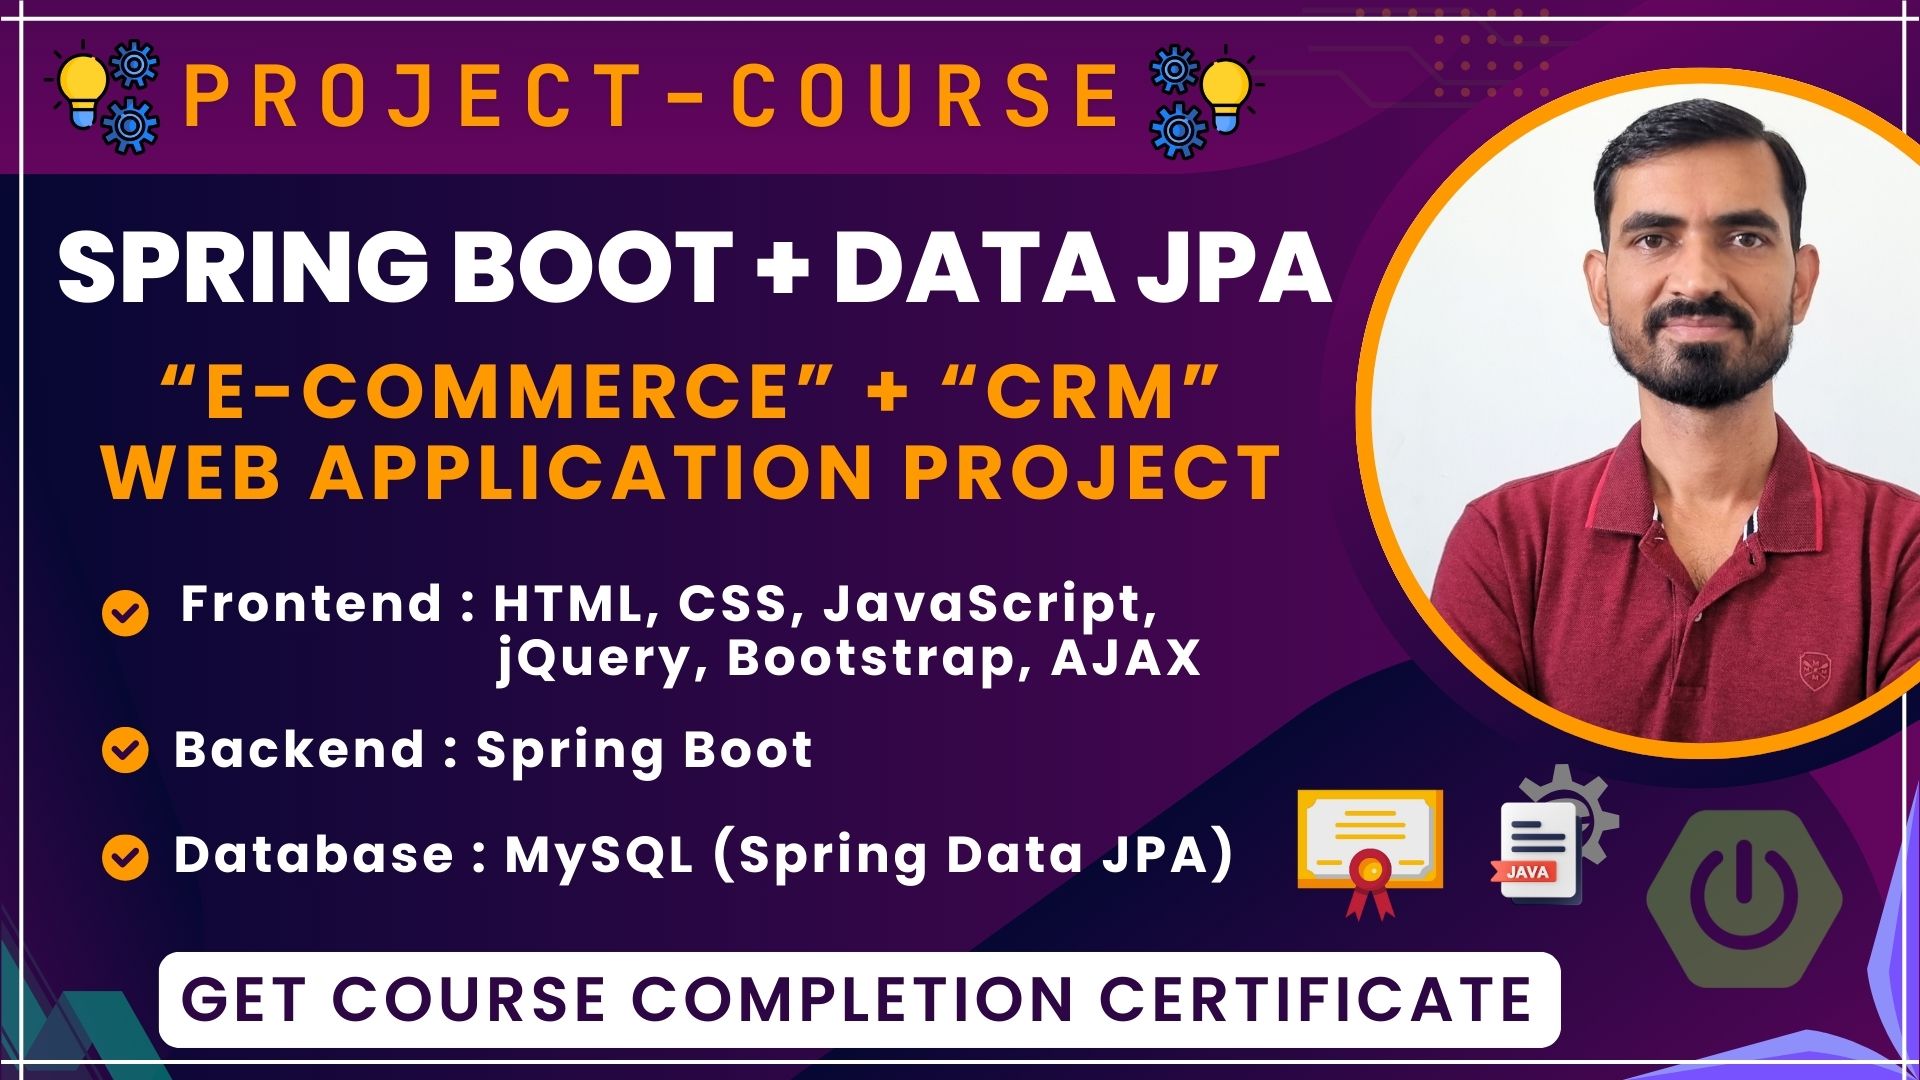 PROJECT-COURSE
SPRING BOOT + DATA JPA
“E-COMMERCE” + “CRM”
WEB APPLICATION PROJECT
Frontend : HTML, CSS, JavaScript,
jQuery, Bootstrap, AJAX
Backend : Spring Boot
Database : MySQL (Spring Data JPA)
JAVA
GET COURSE COMPLETION CERTIFICATE